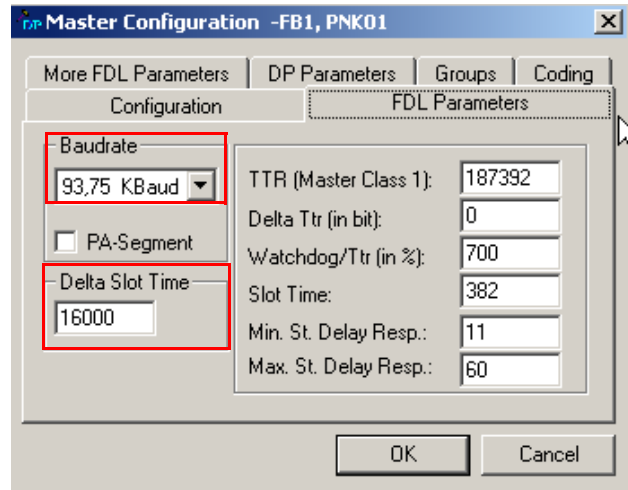 Master Configuration -FB1, PNK01
More FDL Parameters
DP Parameters
Groups
Coding
Configuration
FDL Parameters
Baudrate
93,75 KBaud
PA-Segment
Delta Slot Time
16000
TTR (Master Class 1): 187392
Delta Ttr (in bit): 0
Watchdog/Ttr (in %): 700
Slot Time: 382
Min. St. Delay Resp.: 11
Max. St. Delay Resp.: 60
OK
Cancel